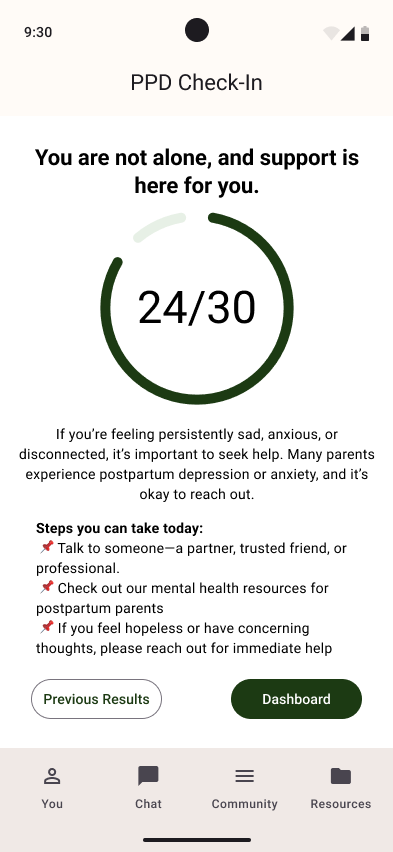 9:30
PPD Check-In
You are not alone, and support is
here for you.
24/30
If you’re feeling persistently sad, anxious, or
disconnected, it’s important to seek help. Many parents
experience postpartum depression or anxiety, and it’s
okay to reach out.
Steps you can take today:
📌 Talk to someone—a partner, trusted friend, or
professional.
📌 Check out our mental health resources for
postpartum parents
📌 If you feel hopeless or have concerning
thoughts, please reach out for immediate help
Previous Results
Dashboard
You
Chat
Community
Resources